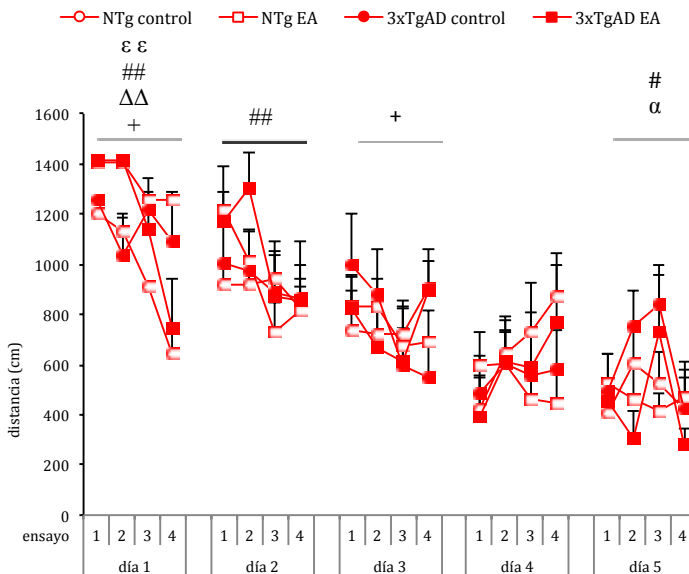 NTg control NTg EA 3xTgAD control 3xTgAD EA
ε ε
##
ΔΔ
+
##
+
#
α
1600
1400
1200
1000
800
600
400
200
0
distancia (cm)
ensayo 1 2 3 4 1 2 3 4 1 2 3 4 1 2 3 4 1 2 3 4
día 1 día 2 día 3 día 4 día 5